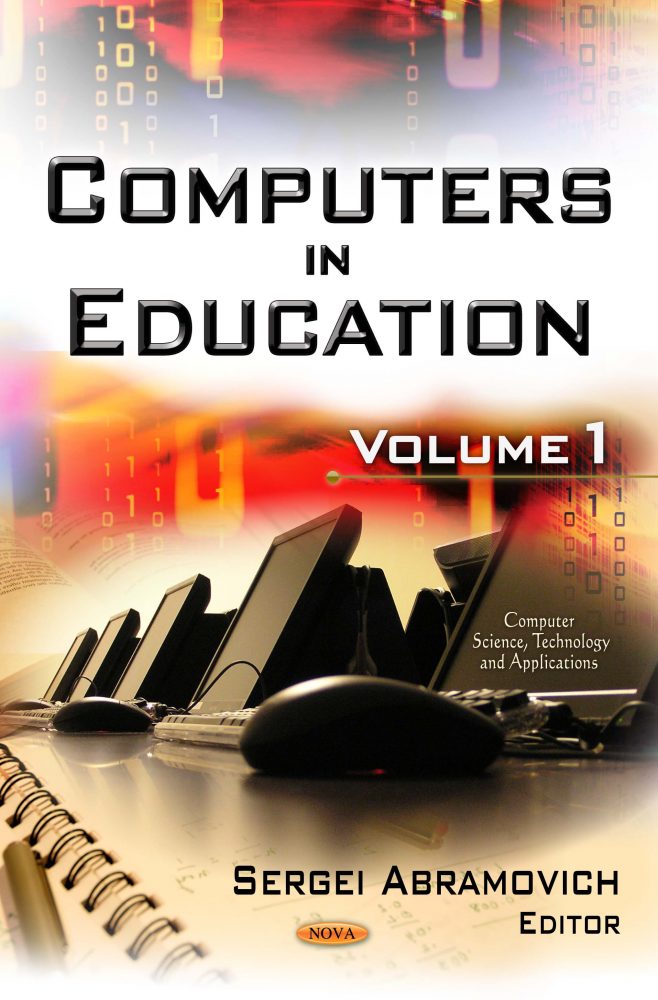 COMPUTERS
IN
EDUCATION
VOLUME 1
Computer
Science, Technology
and Applications
SERGEI ABRAMOVICH
EDITOR
NOVA